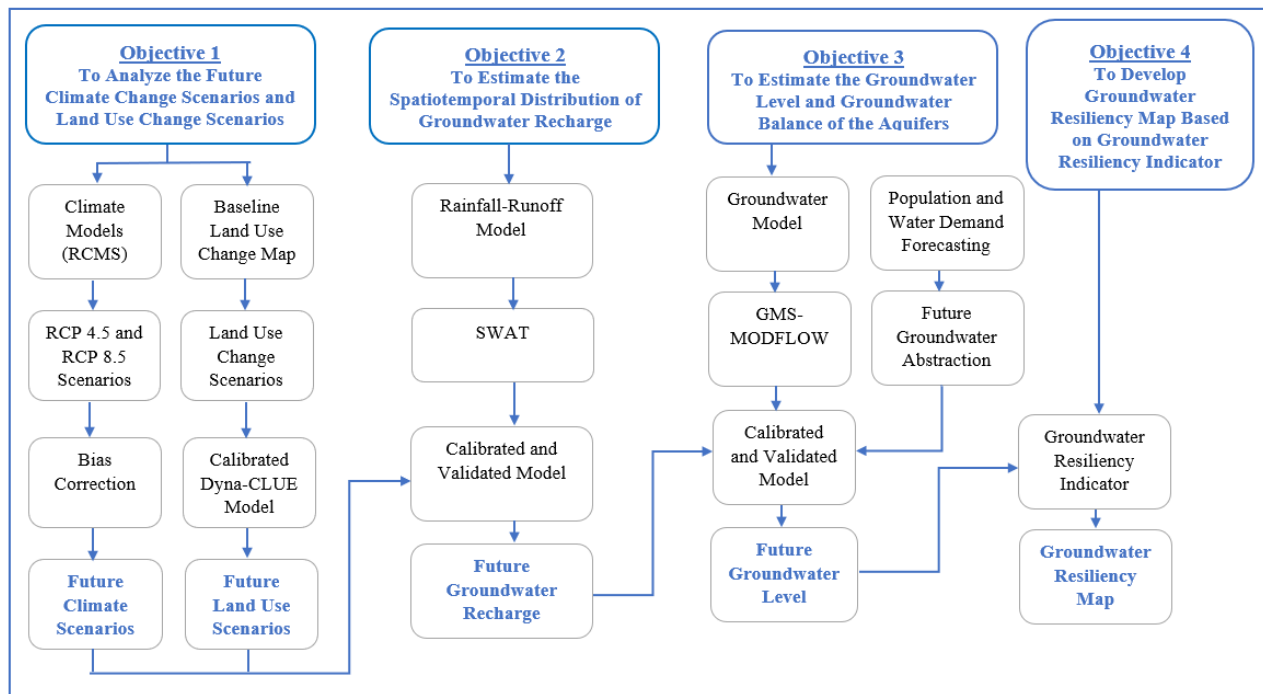 Objective 1
To Analyze the Future
Climate Change Scenarios and
Land Use Change Scenarios
Climate
Models
(RCMS)
RCP 4.5 and
RCP 8.5
Scenarios
Bias
Correction
Future
Climate
Scenarios
Baseline
Land Use
Change Map
Land Use
Change
Scenarios
Calibrated
Dyna-CLUE
Model
Future
Land Use
Scenarios
Objective 2
To Estimate the
Spatiotemporal Distribution of
Groundwater Recharge
Rainfall-Runoff
Model
SWAT
Calibrated and
Validated Model
Future
Groundwater
Recharge
Objective 3
To Estimate the Groundwater
Level and Groundwater
Balance of the Aquifers
Groundwater
Model
GMS-
MODFLOW
Calibrated
and Validated
Model
Future
Groundwater
Level
Population and
Water Demand
Forecasting
Future
Groundwater
Abstraction
Objective 4
To Develop
Groundwater
Resiliency Map Based
on Groundwater
Resiliency Indicator
Groundwater
Resiliency
Indicator
Groundwater
Resiliency
Map